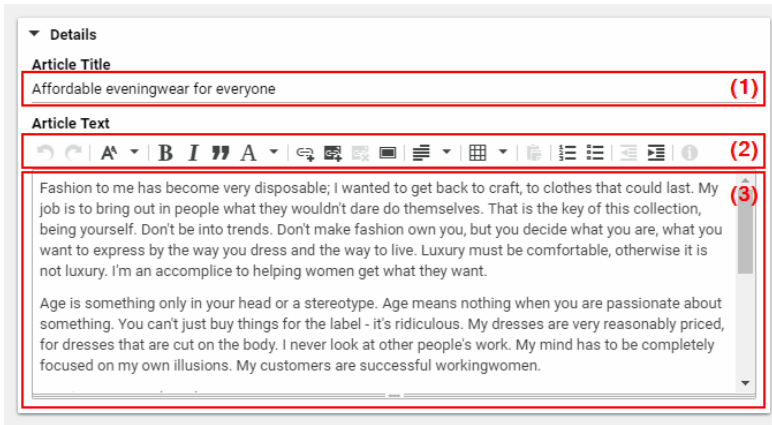 Details
Article Title
Affordable eveningwear for everyone
(1)
Article Text
(2)
(3)
Fashion to me has become very disposable; I wanted to get back to craft, to clothes that could last. My
job is to bring out in people what they wouldn't dare do themselves. That is the key of this collection,
being yourself. Don't be into trends. Don't make fashion own you, but you decide what you are, what you
want to express by the way you dress and the way to live. Luxury must be comfortable, otherwise it is
not luxury. I'm an accomplice to helping women get what they want.
Age is something only in your head or a stereotype. Age means nothing when you are passionate about
something. You can't just buy things for the label - it's ridiculous. My dresses are very reasonably priced,
for dresses that are cut on the body. I never look at other people's work. My mind has to be completely
focused on my own illusions. My customers are successful workingwomen.